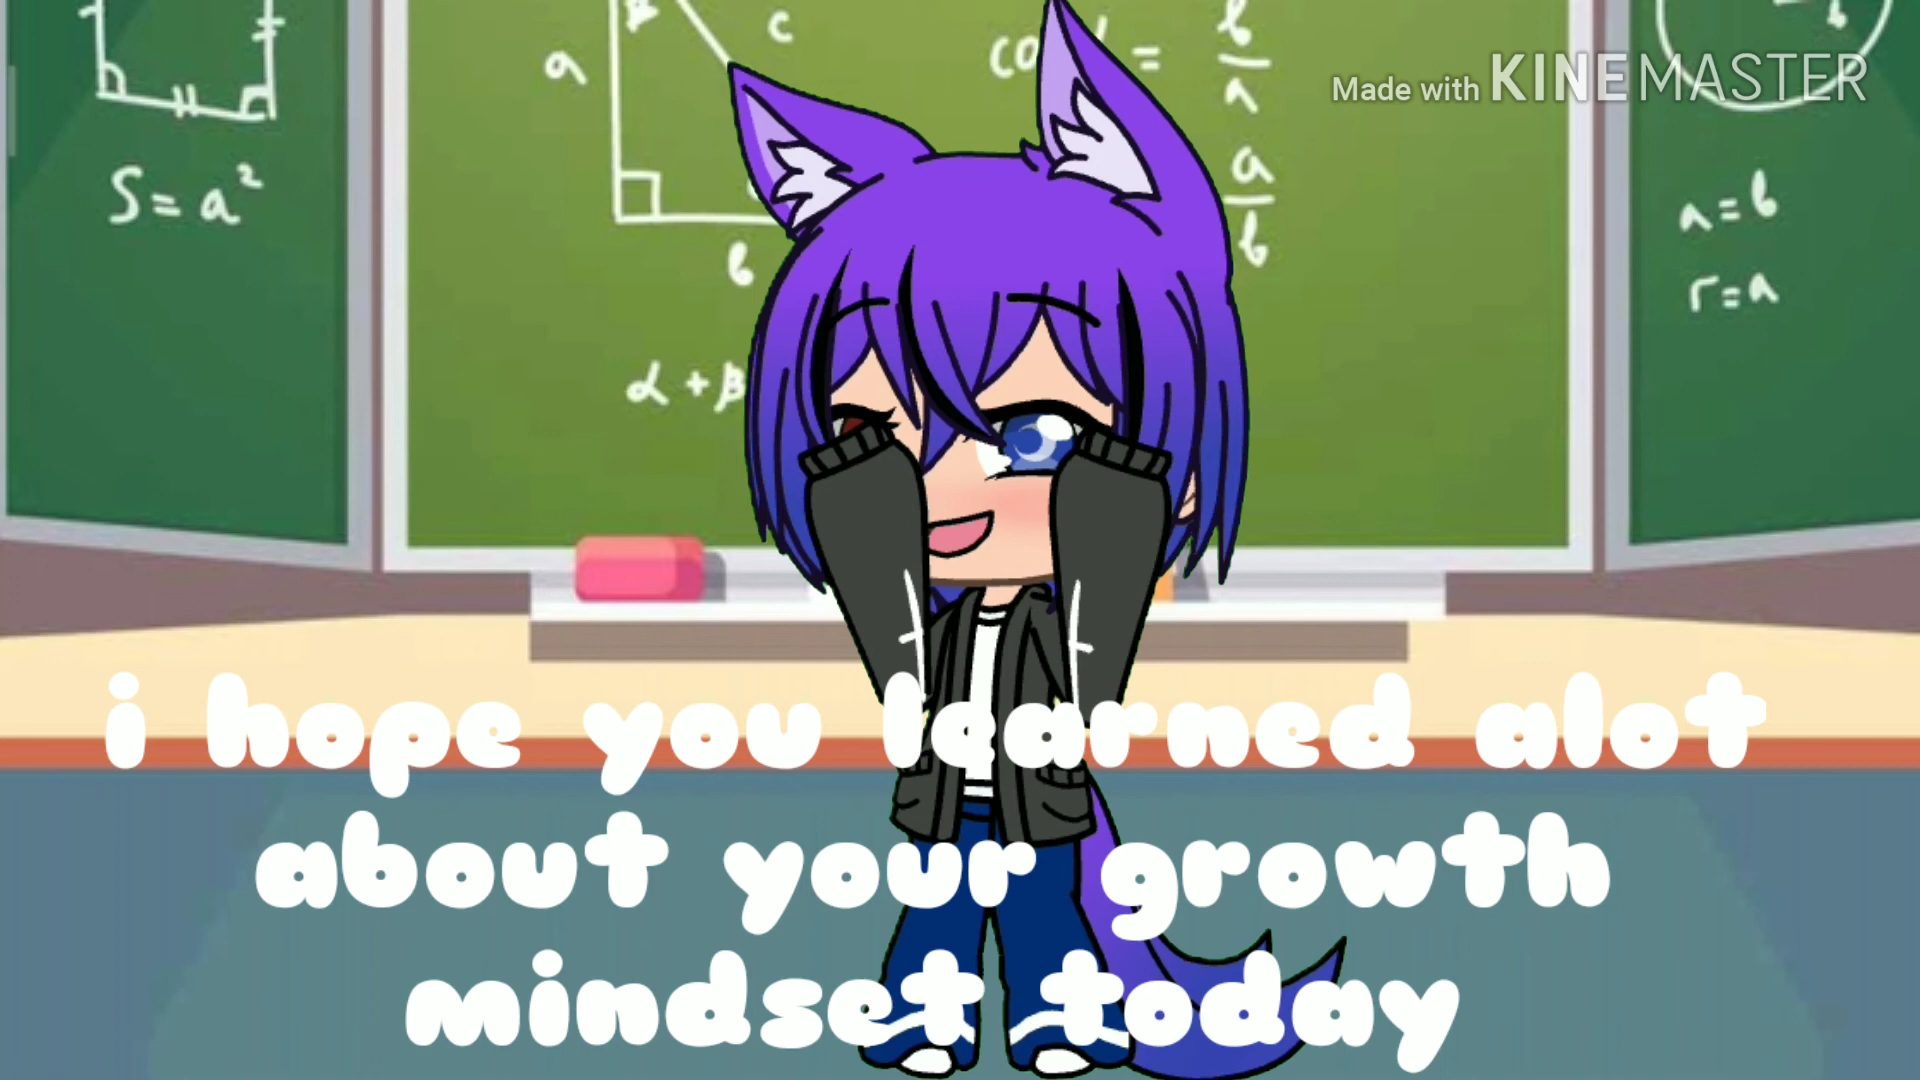 Made with KINEMASTER
S = a²
a
c
b
α + β
b
a
a
b
a = b
r = a
i hope you learned alot
about your growth
mindset today